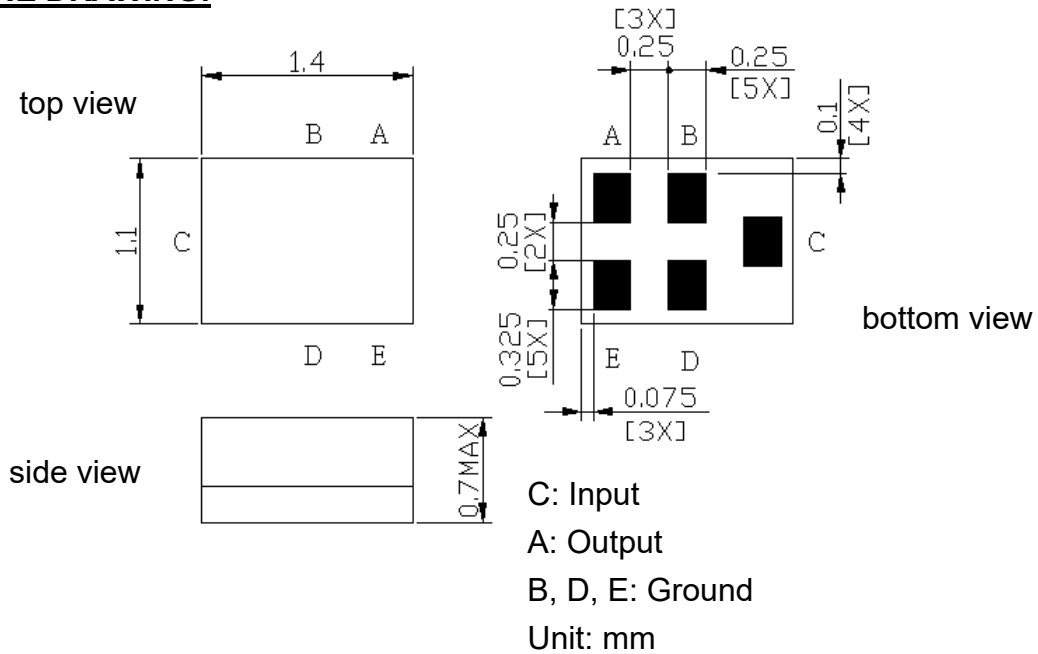 [3X]
0.25
0.25
[5X]
0.1
[4X]
1.4
top view
B A
A B
1.1
C
0.25
[2X]
C
bottom view
0.325
[5X]
D E
E D
0.075
[3X]
side view
0.7MAX
C: Input
A: Output
B, D, E: Ground
Unit: mm